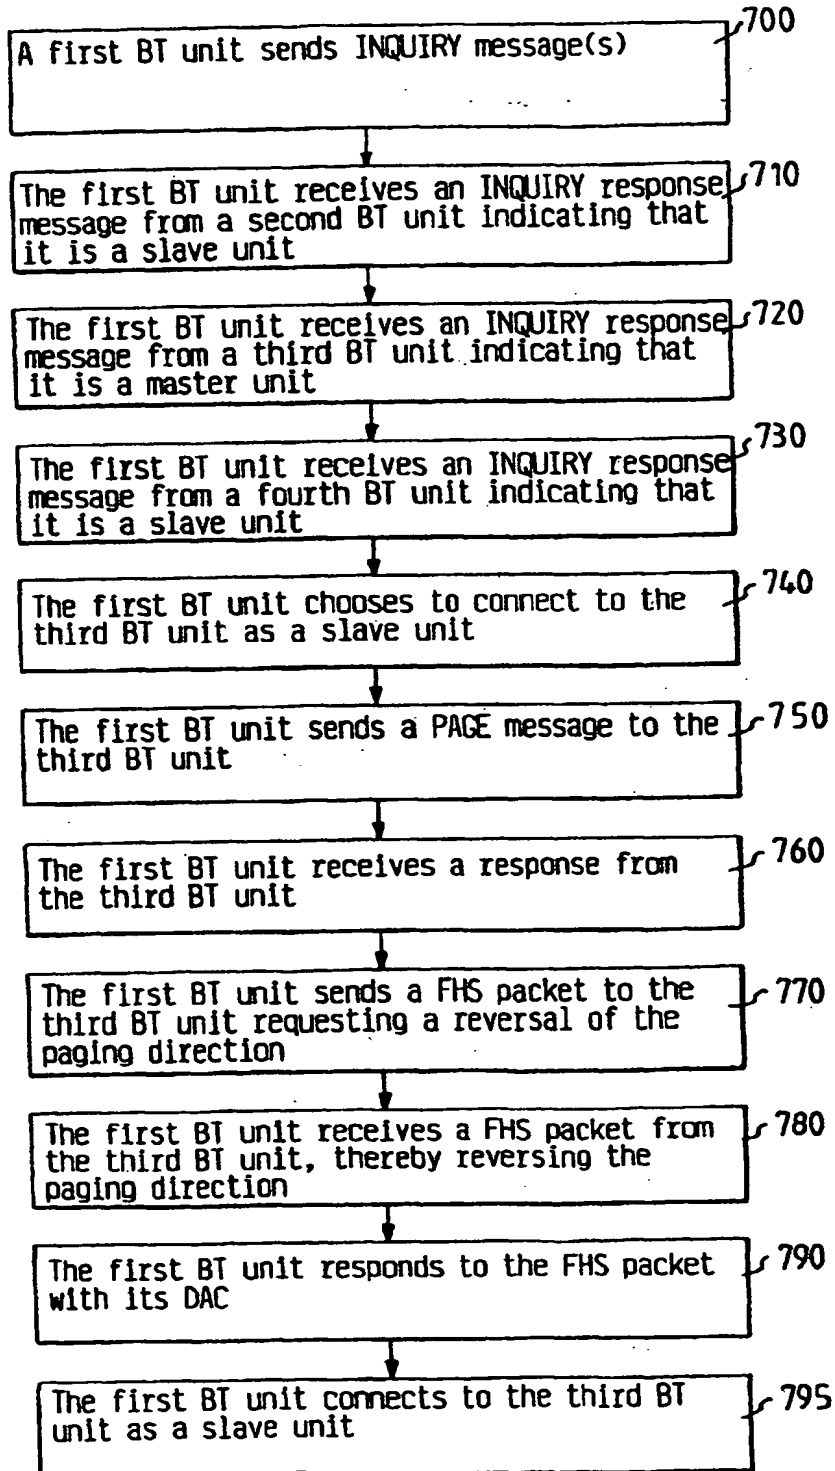 700
A first BT unit sends INQUIRY message(s)
710
The first BT unit receives an INQUIRY response
message from a second BT unit indicating that
it is a slave unit
720
The first BT unit receives an INQUIRY response
message from a third BT unit indicating that
it is a master unit
730
The first BT unit receives an INQUIRY response
message from a fourth BT unit indicating that
it is a slave unit
740
The first BT unit chooses to connect to the
third BT unit as a slave unit
750
The first BT unit sends a PAGE message to the
third BT unit
760
The first BT unit receives a response from
the third BT unit
770
The first BT unit sends a FHS packet to the
third BT unit requesting a reversal of the
paging direction
780
The first BT unit receives a FHS packet from
the third BT unit, thereby reversing the
paging direction
790
The first BT unit responds to the FHS packet
with its DAC
795
The first BT unit connects to the third BT
unit as a slave unit